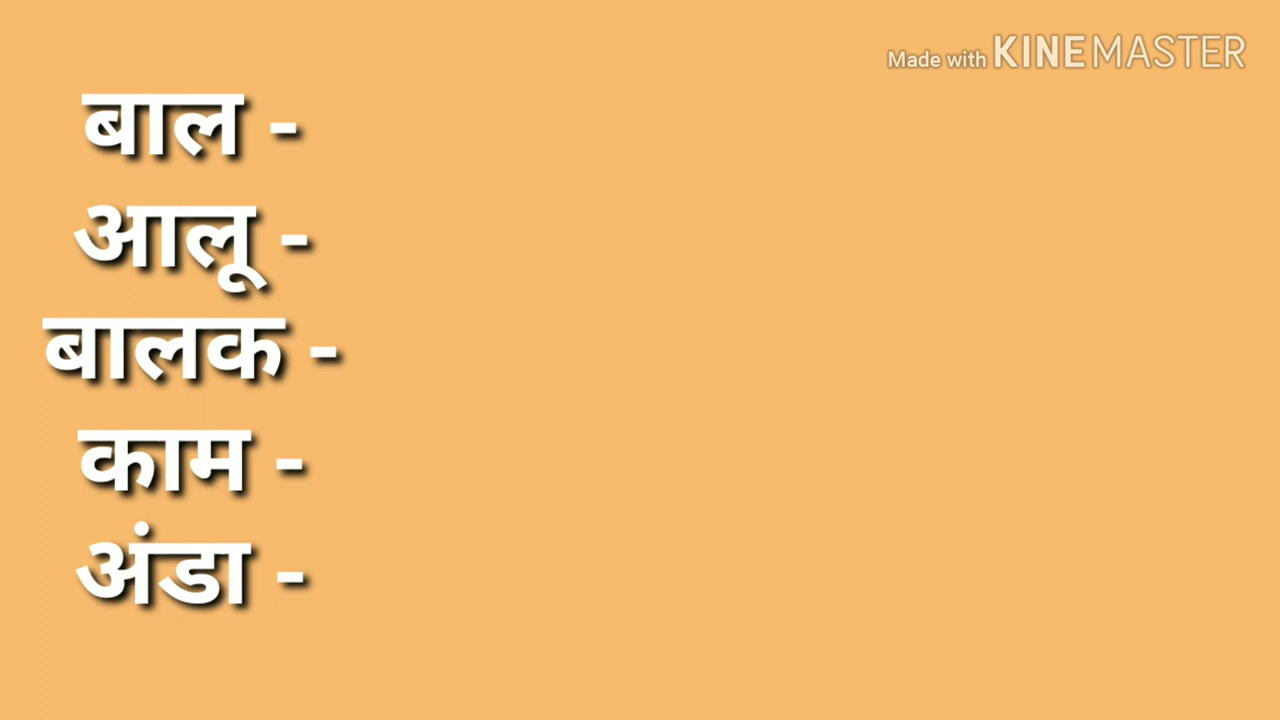 Made with KINEMASTER
बाल -
आलू -
बालक -
काम -
अंडा -